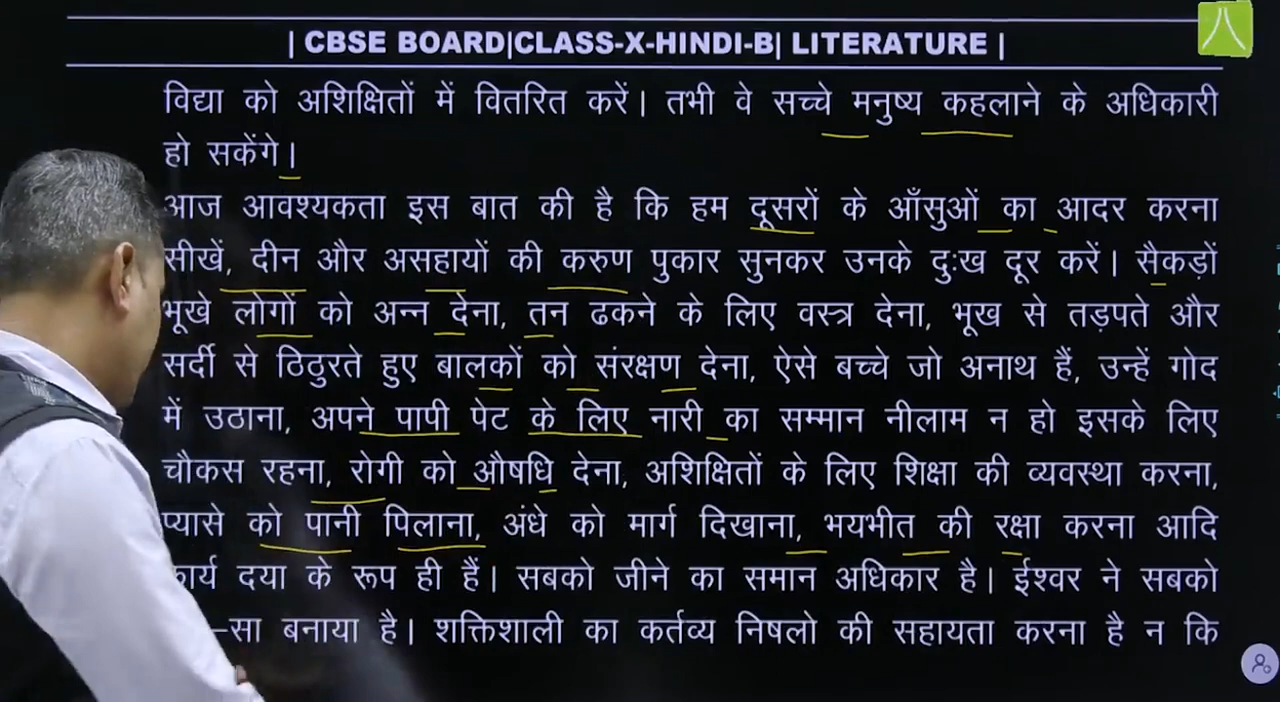 | CBSE BOARD|CLASS-X-HINDI-B| LITERATURE |
विद्या को अशिक्षितों में वितरित करें। तभी वे सच्चे मनुष्य कहलाने के अधिकारी
हो सकेंगे।
आज आवश्यकता इस बात की है कि हम दूसरों के आँसुओं का आदर करना
सीखें, दीन और असहायों की करुण पुकार सुनकर उनके दुःख दूर करें। सैकड़ों
भूखे लोगों को अन्न देना, तन ढकने के लिए वस्त्र देना, भूख से तड़पते और
सर्दी से ठिठुरते हुए बालकों को संरक्षण देना, ऐसे बच्चे जो अनाथ हैं, उन्हें गोद
में उठाना, अपने पापी पेट के लिए नारी का सम्मान नीलाम न हो इसके लिए
चौकस रहना, रोगी को औषधि देना, अशिक्षितों के लिए शिक्षा की व्यवस्था करना,
प्यासे को पानी पिलाना, अंधे को मार्ग दिखाना, भयभीत की रक्षा करना आदि
दया के रूप ही हैं। सबको जीने का समान अधिकार है। ईश्वर ने सबको
–सा बनाया है। शक्तिशाली का कर्तव्य निषलो की सहायता करना है न कि